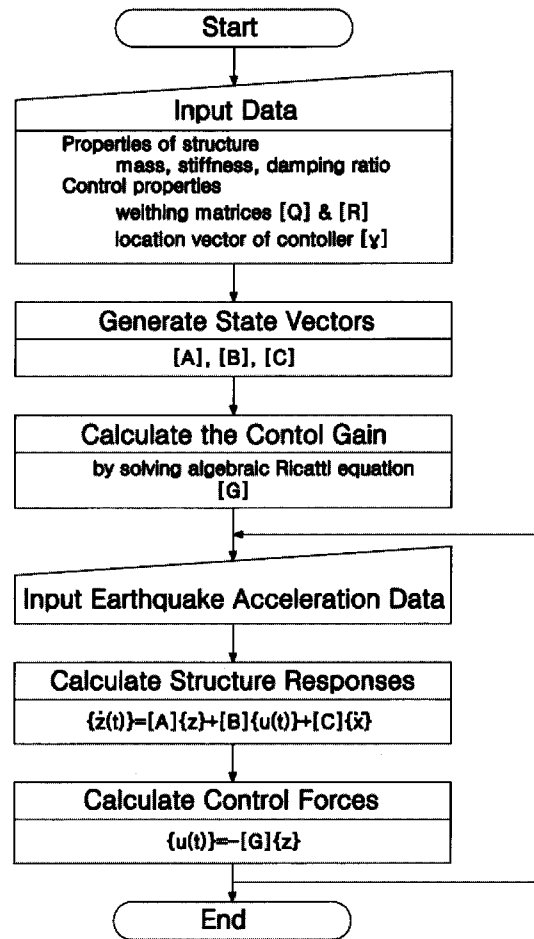 Start
Input Data
Properties of structure
mass, stiffness, damping ratio
Control properties
weithing matrices [Q] & [R]
location vector of contoller [γ]
Generate State Vectors
[A], [B], [C]
Calculate the Contol Gain
by solving algebraic Ricatti equation
[G]
Input Earthquake Acceleration Data
Calculate Structure Responses
{ż(t)}=[A]{z}+[B]{u(t)}+[C]{ẍ}
Calculate Control Forces
{u(t)}=-[G]{z}
End